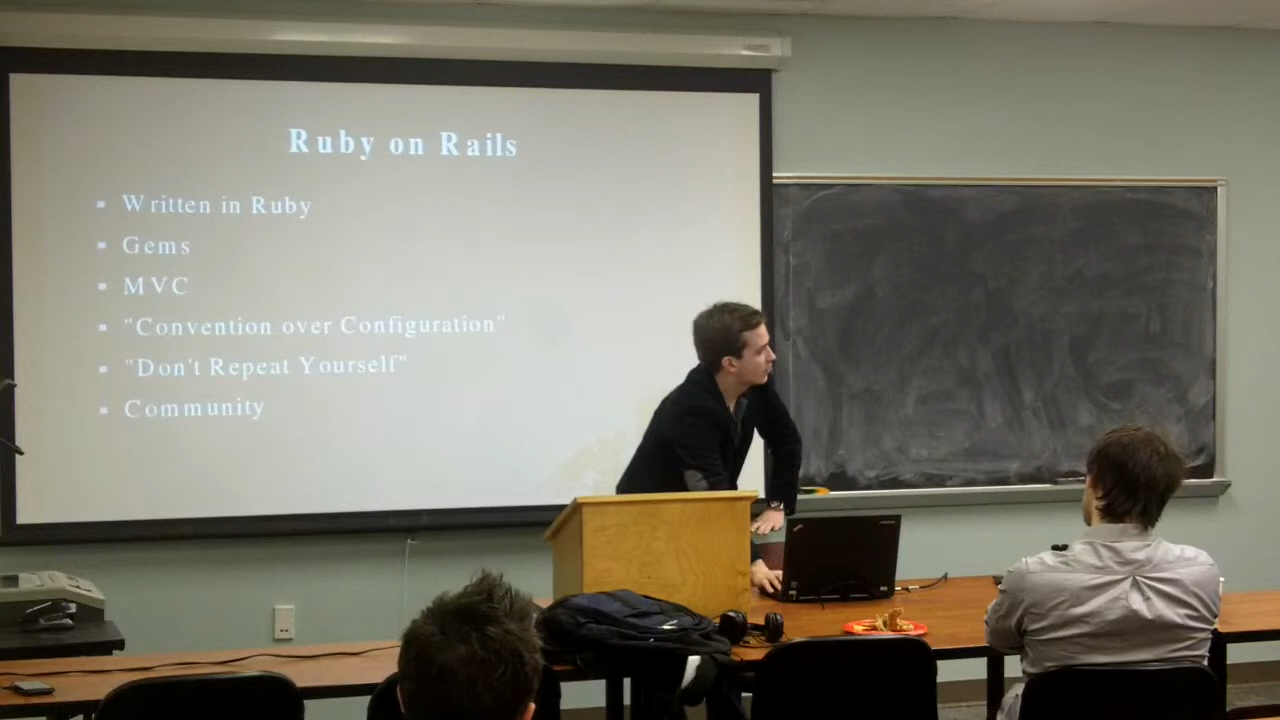 Ruby on Rails
Written in Ruby
Gems
MVC
"Convention over Configuration"
"Don't Repeat Yourself"
Community